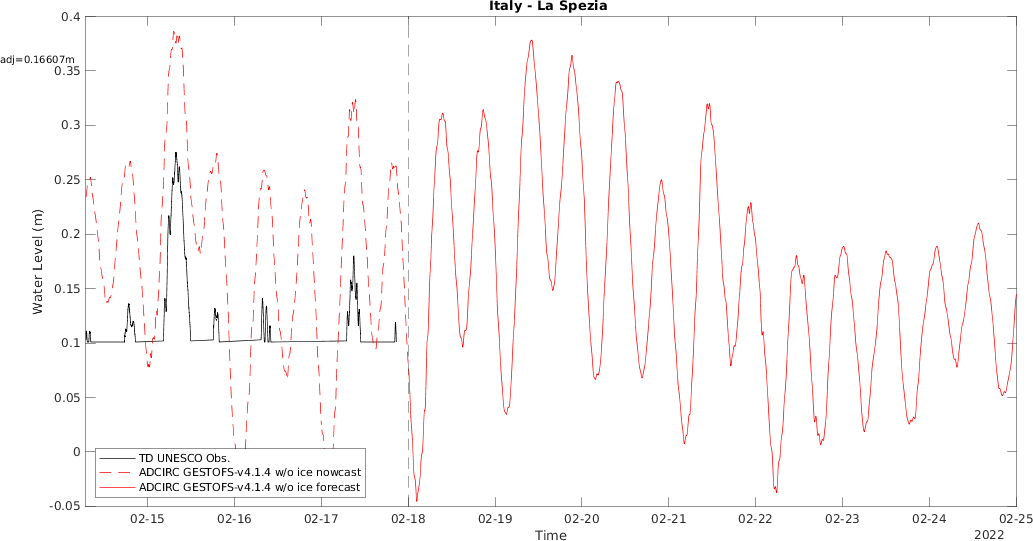 Italy - La Spezia
adj=0.16607m
0.4
0.35
0.3
0.25
0.2
0.15
0.1
0.05
0
-0.05
Water Level (m)
TD UNESCO Obs.
ADCIRC GESTOFS-v4.1.4 w/o ice nowcast
ADCIRC GESTOFS-v4.1.4 w/o ice forecast
02-15 02-16 02-17 02-18 02-19 02-20 02-21 02-22 02-23 02-24 02-25
Time
2022